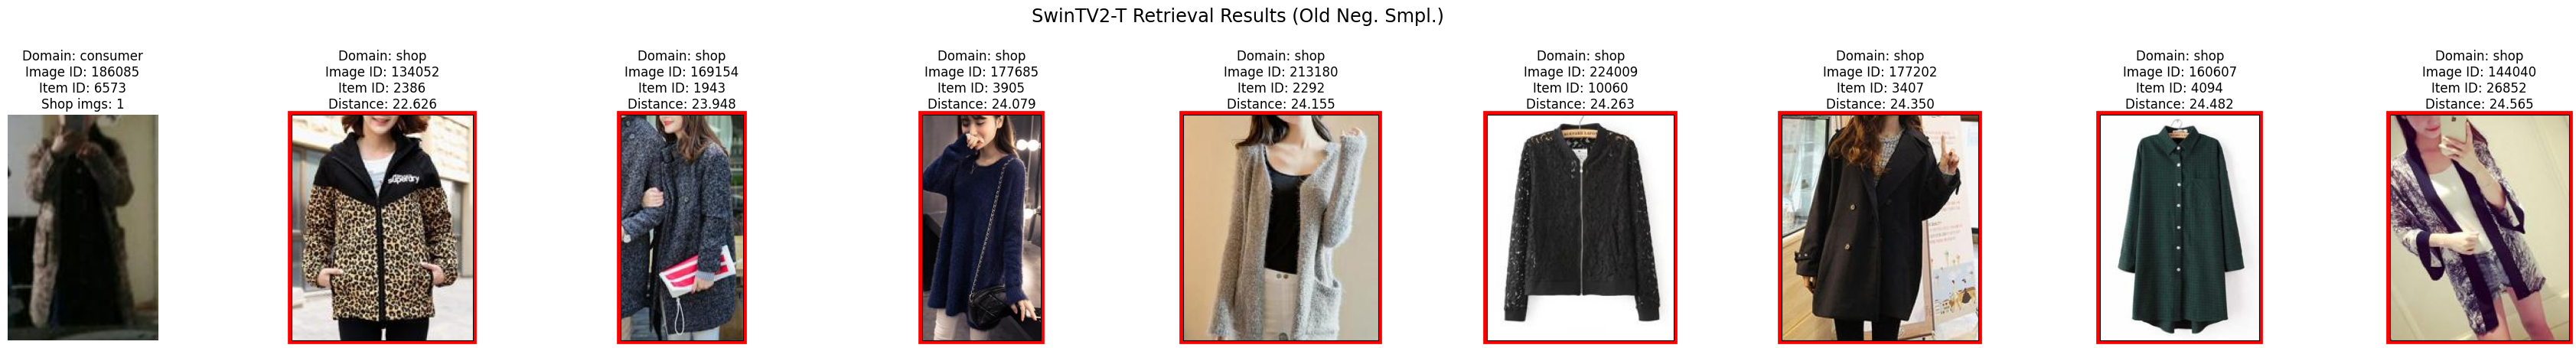 SwinTV2-T Retrieval Results (Old Neg. Smpl.)
Domain: consumer
Image ID: 186085
Item ID: 6573
Shop imgs: 1
Domain: shop
Image ID: 134052
Item ID: 2386
Distance: 22.626
Domain: shop
Image ID: 169154
Item ID: 1943
Distance: 23.948
Domain: shop
Image ID: 177685
Item ID: 3905
Distance: 24.079
Domain: shop
Image ID: 213180
Item ID: 2292
Distance: 24.155
Domain: shop
Image ID: 224009
Item ID: 10060
Distance: 24.263
Domain: shop
Image ID: 177202
Item ID: 3407
Distance: 24.350
Domain: shop
Image ID: 160607
Item ID: 4094
Distance: 24.482
Domain: shop
Image ID: 144040
Item ID: 26852
Distance: 24.565
Superdry